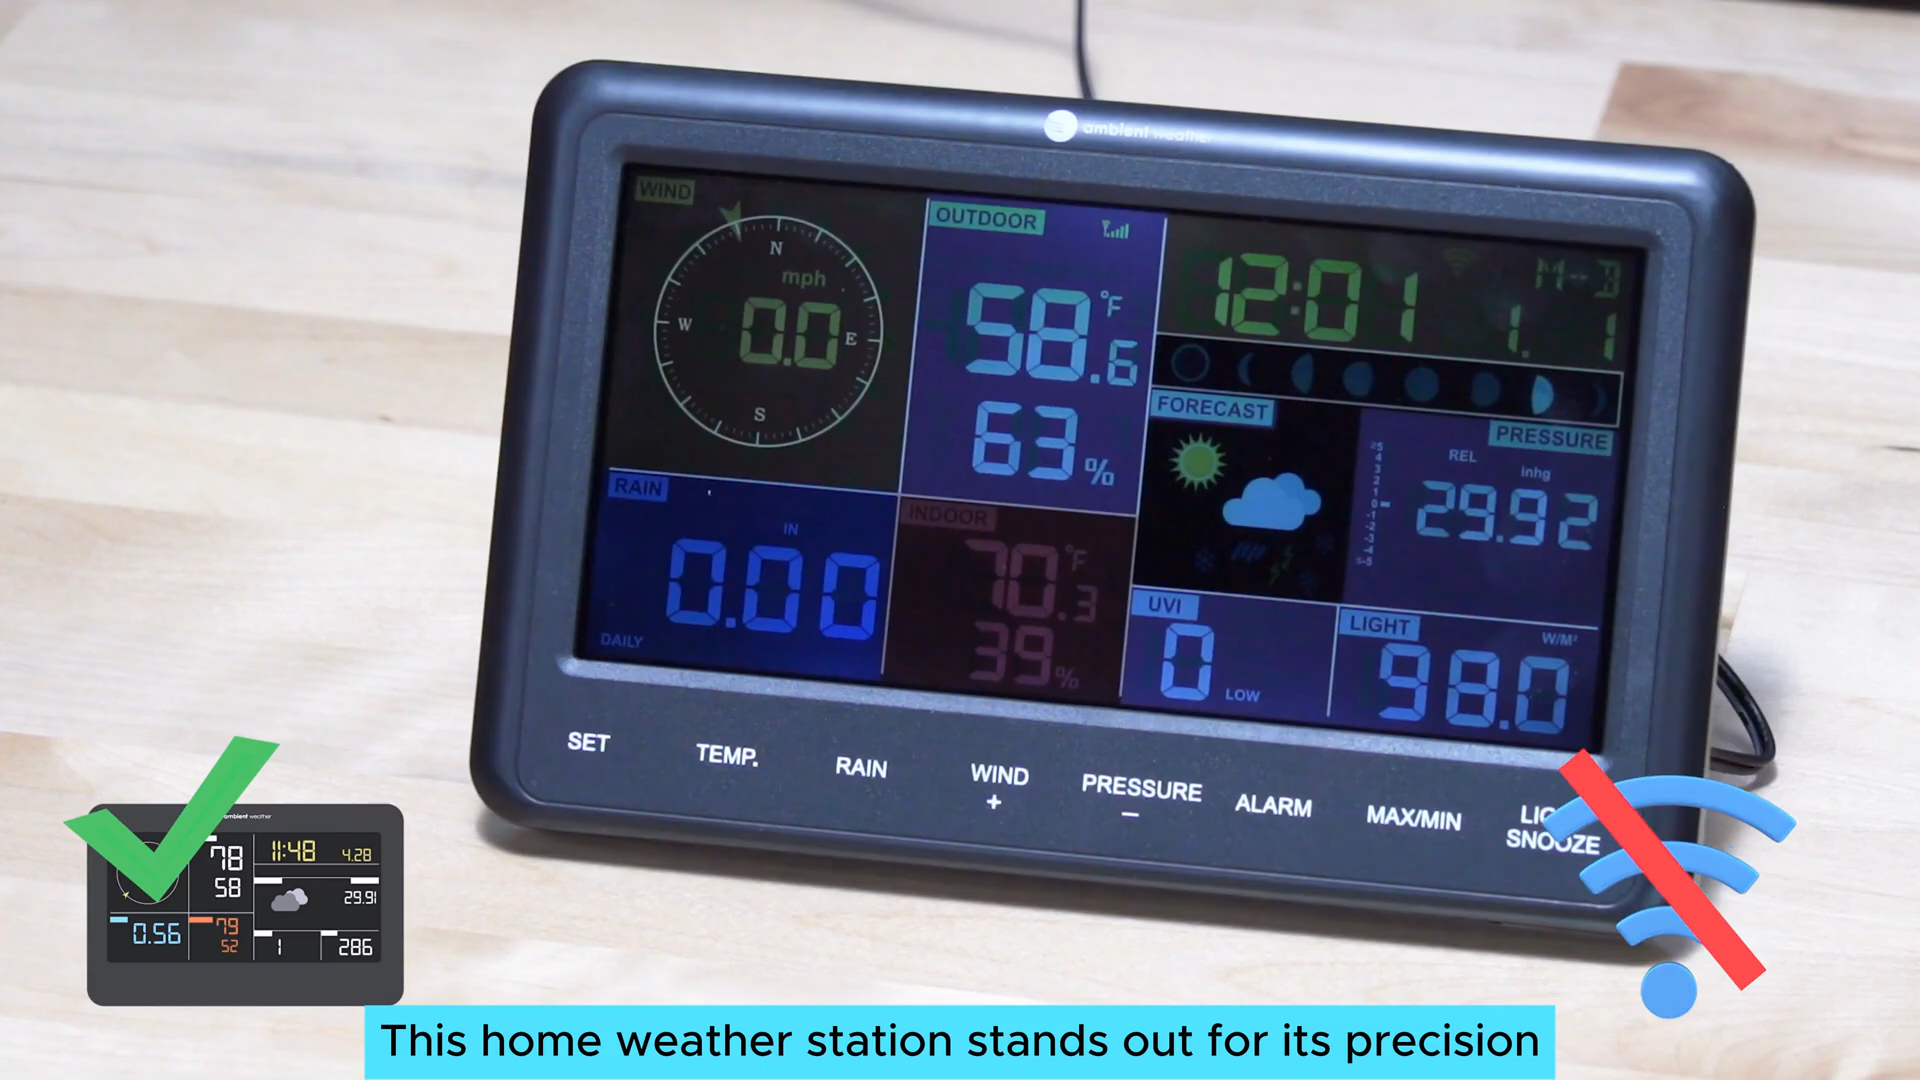 ambient weather
WIND
N
mph
W
0.0
E
S
OUTDOOR
58.6 °F
63 %
12:01
M-D
1. 1
FORECAST
PRESSURE
REL
inhg
29.92
RAIN
IN
0.00
DAILY
INDOOR
70.3 °F
39 %
UVI
0
LOW
LIGHT
W/M²
98.0
SET
TEMP.
RAIN
WIND
+
PRESSURE
−
ALARM
MAX/MIN
SNOOZE
ambient weather
78
58
11:48
4.28
29.91
0.56
79
52
1
286
This home weather station stands out for its precision